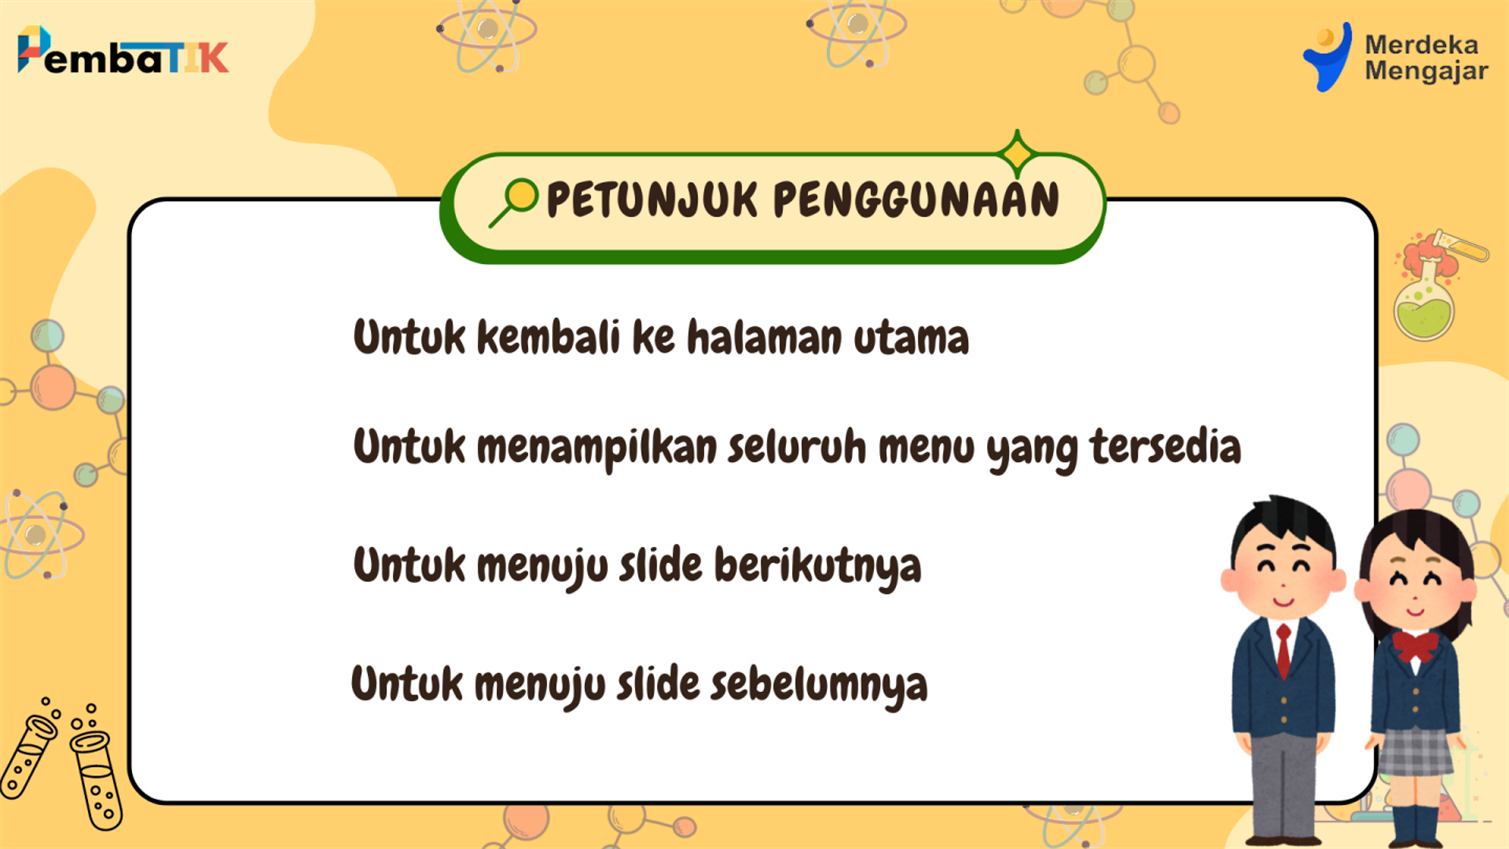 PembaTIK
Merdeka
Mengajar
PETUNJUK PENGGUNAAN
Untuk kembali ke halaman utama
Untuk menampilkan seluruh menu yang tersedia
Untuk menuju slide berikutnya
Untuk menuju slide sebelumnya